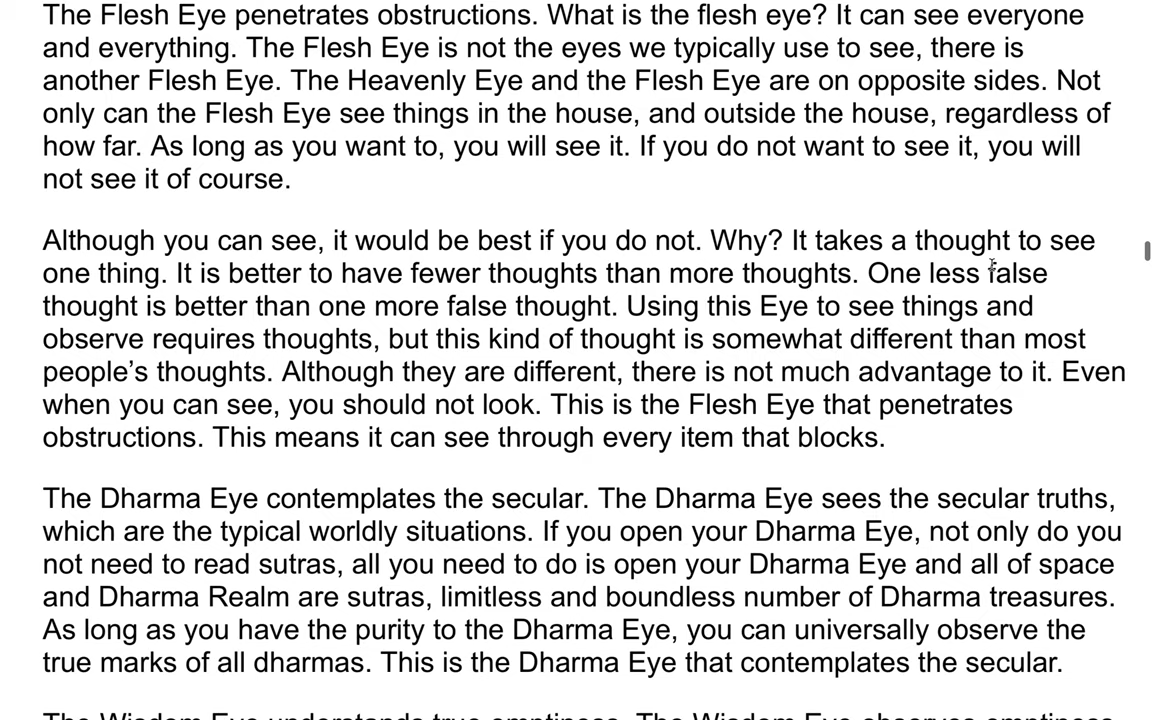 The Flesh Eye penetrates obstructions. What is the flesh eye? It can see everyone
and everything. The Flesh Eye is not the eyes we typically use to see, there is
another Flesh Eye. The Heavenly Eye and the Flesh Eye are on opposite sides. Not
only can the Flesh Eye see things in the house, and outside the house, regardless of
how far. As long as you want to, you will see it. If you do not want to see it, you will
not see it of course.
Although you can see, it would be best if you do not. Why? It takes a thought to see
one thing. It is better to have fewer thoughts than more thoughts. One less false
thought is better than one more false thought. Using this Eye to see things and
observe requires thoughts, but this kind of thought is somewhat different than most
people’s thoughts. Although they are different, there is not much advantage to it. Even
when you can see, you should not look. This is the Flesh Eye that penetrates
obstructions. This means it can see through every item that blocks.
The Dharma Eye contemplates the secular. The Dharma Eye sees the secular truths,
which are the typical worldly situations. If you open your Dharma Eye, not only do you
not need to read sutras, all you need to do is open your Dharma Eye and all of space
and Dharma Realm are sutras, limitless and boundless number of Dharma treasures.
As long as you have the purity to the Dharma Eye, you can universally observe the
true marks of all dharmas. This is the Dharma Eye that contemplates the secular.
The Wisdom Eye understands true emptiness. The Wisdom Eye observes emptiness